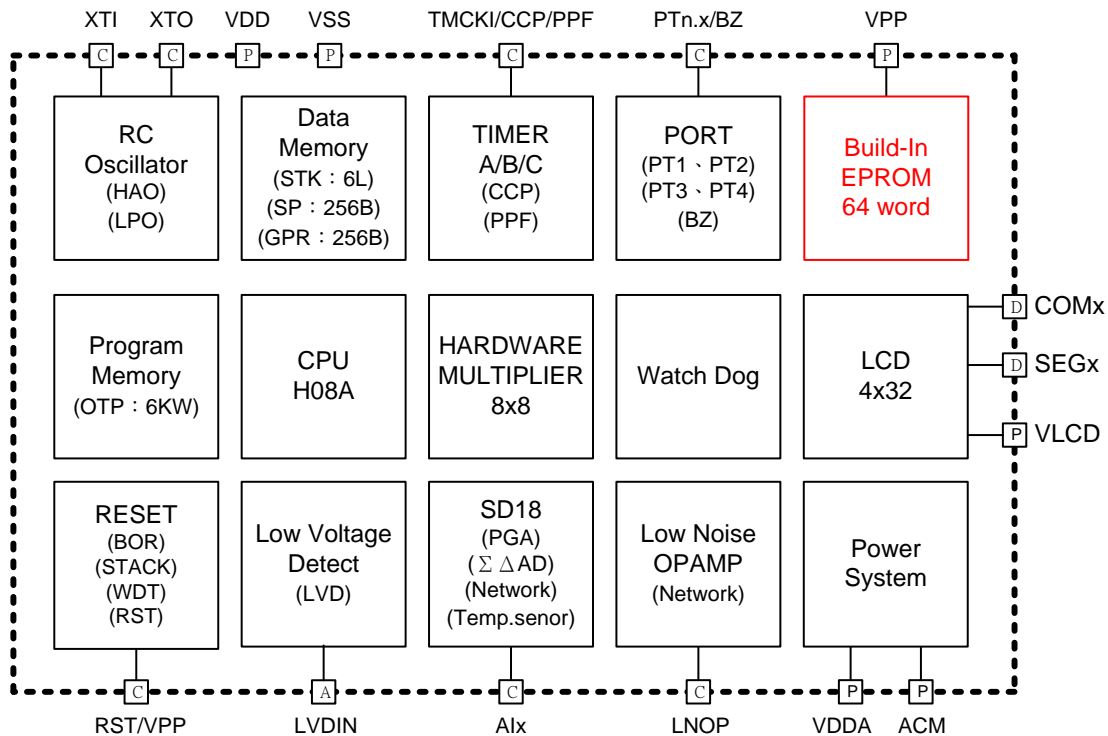 XTI XTO VDD VSS TMCKI/CCP/PPF PTn.x/BZ VPP
C C P P C C P
RC
Oscillator
(HAO)
(LPO)
Data
Memory
(STK：6L)
(SP：256B)
(GPR：256B)
TIMER
A/B/C
(CCP)
(PPF)
PORT
(PT1、PT2)
(PT3、PT4)
(BZ)
Build-In
EPROM
64 word
Program
Memory
(OTP：6KW)
CPU
H08A
HARDWARE
MULTIPLIER
8x8
Watch Dog
LCD
4x32
D COMx
D SEGx
P VLCD
RESET
(BOR)
(STACK)
(WDT)
(RST)
Low Voltage
Detect
(LVD)
SD18
(PGA)
(ΣΔAD)
(Network)
(Temp.senor)
Low Noise
OPAMP
(Network)
Power
System
C A C C P P
RST/VPP LVDIN AIx LNOP VDDA ACM